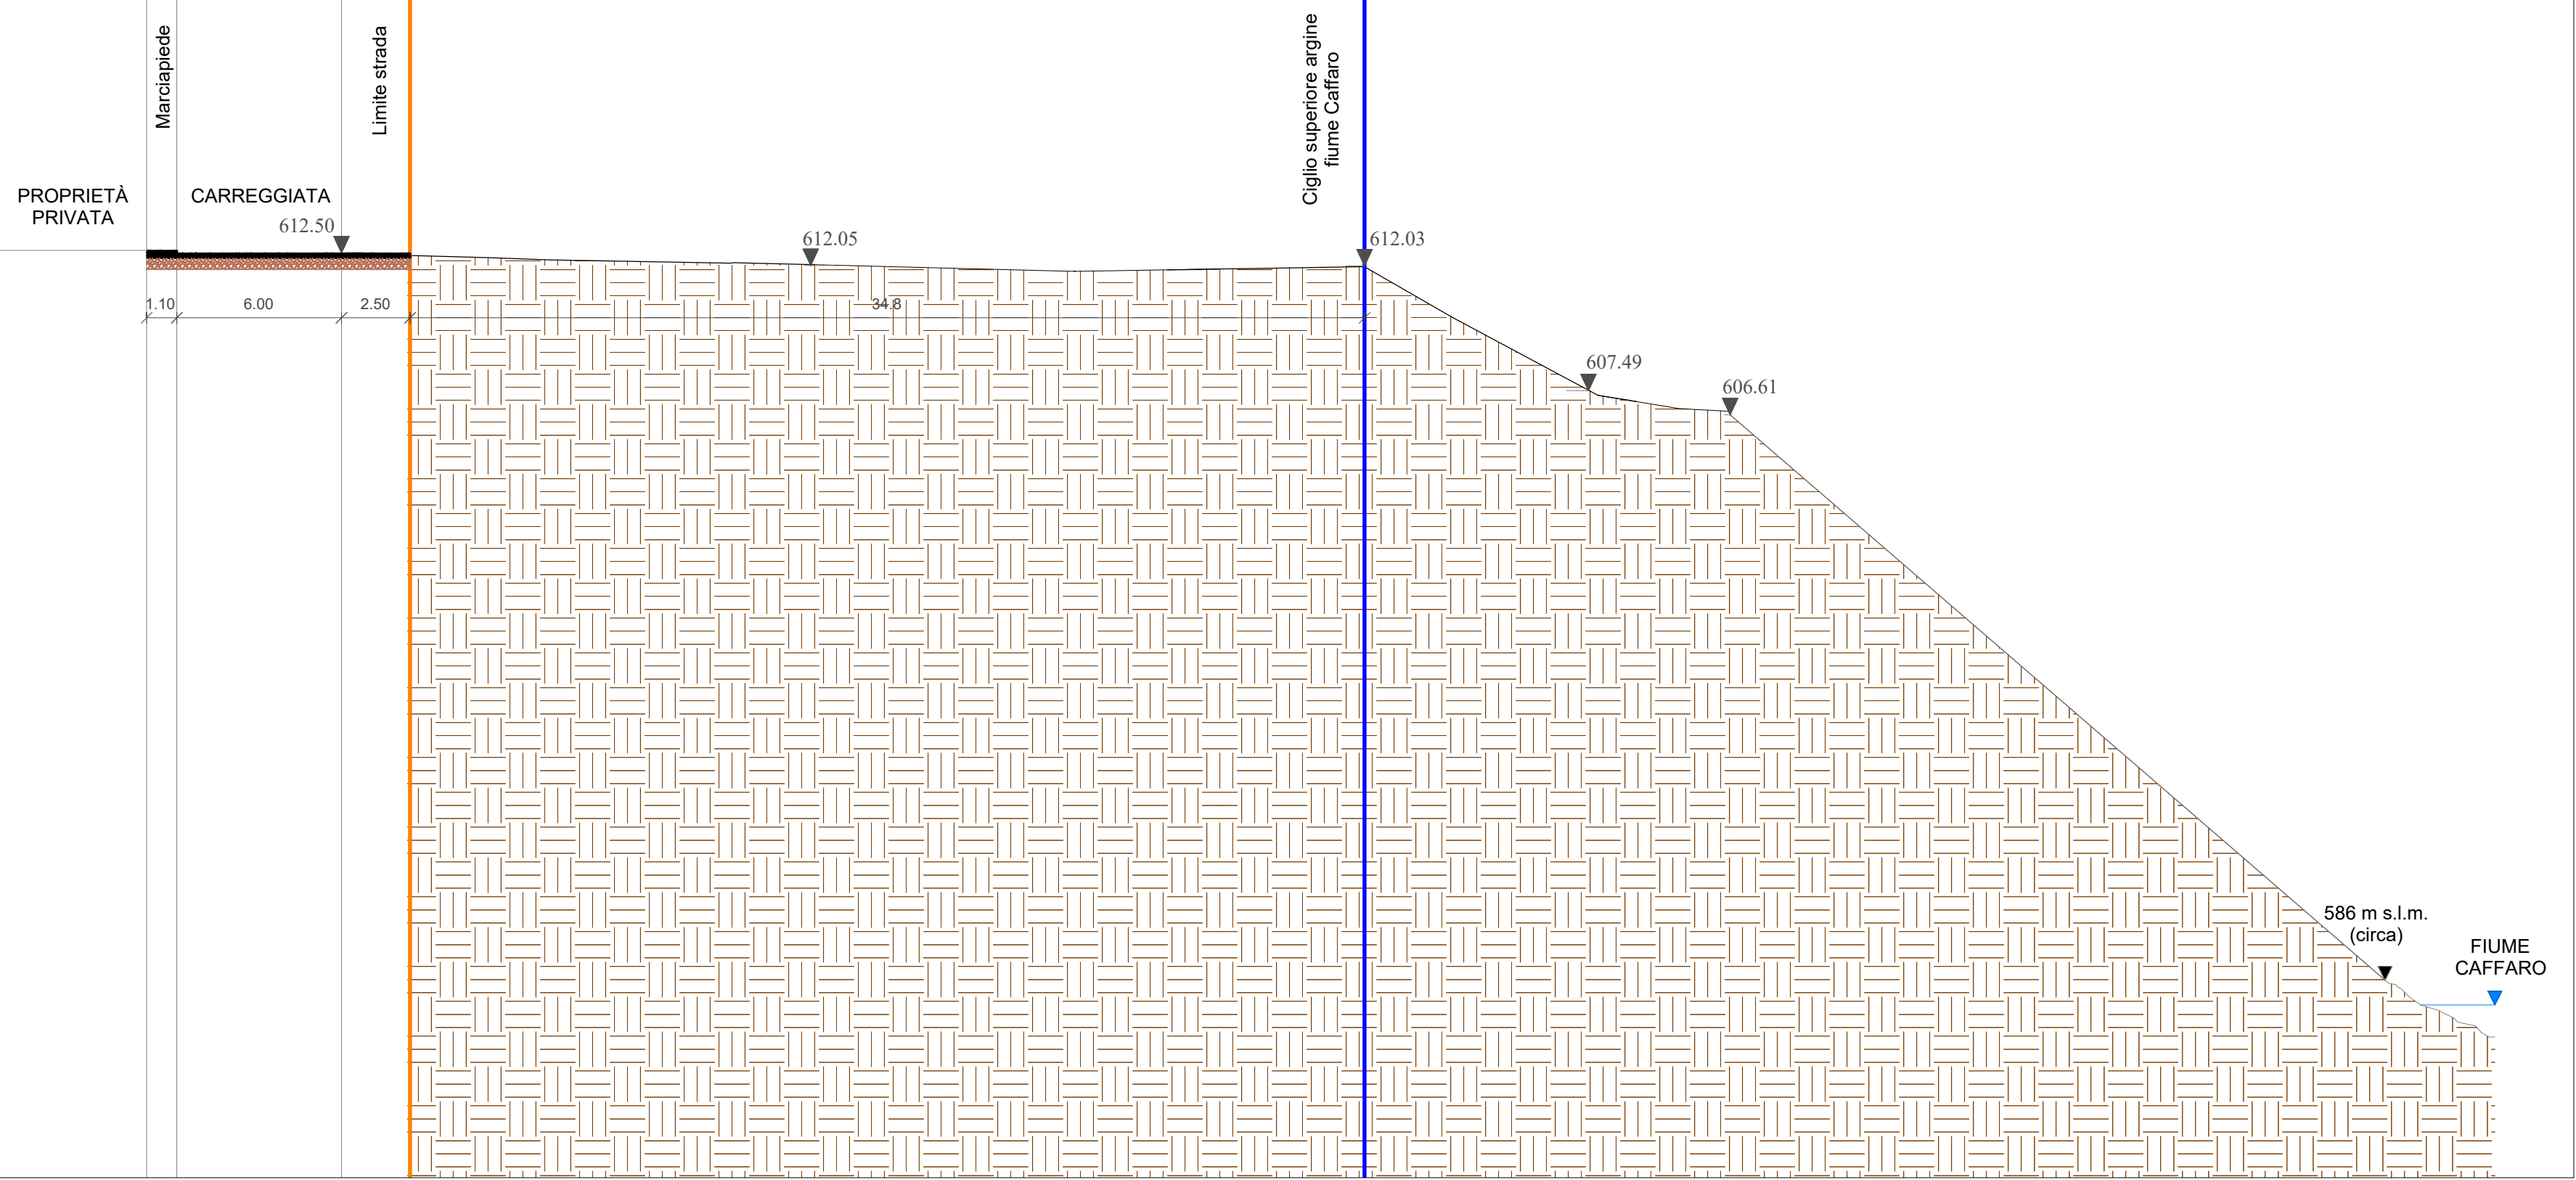 Marciapiede
Limite strada
Ciglio superiore argine
fiume Caffaro
PROPRIETÀ
PRIVATA
CARREGGIATA
612.50
612.05
612.03
1.10
6.00
2.50
34.8
607.49
606.61
586 m s.l.m.
(circa)
FIUME
CAFFARO